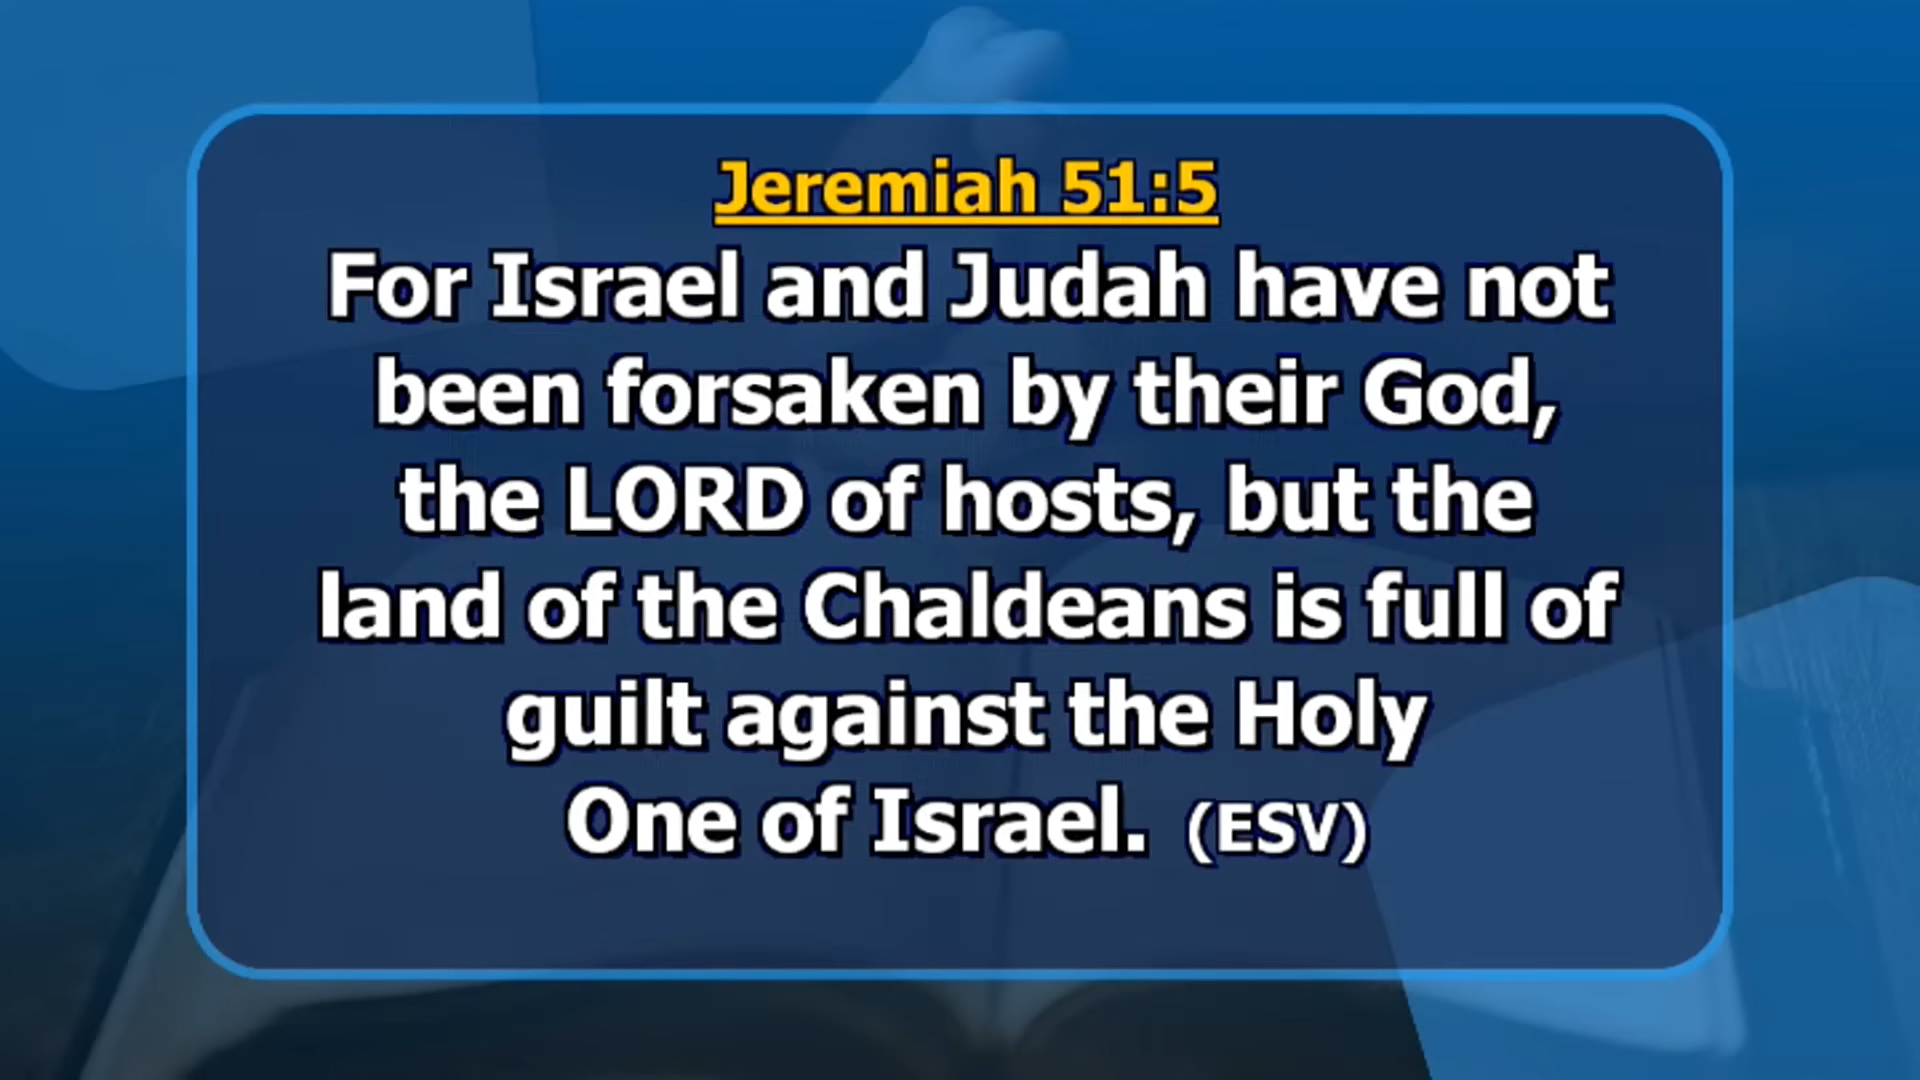 Jeremiah 51:5
For Israel and Judah have not
been forsaken by their God,
the LORD of hosts, but the
land of the Chaldeans is full of
guilt against the Holy
One of Israel. (ESV)